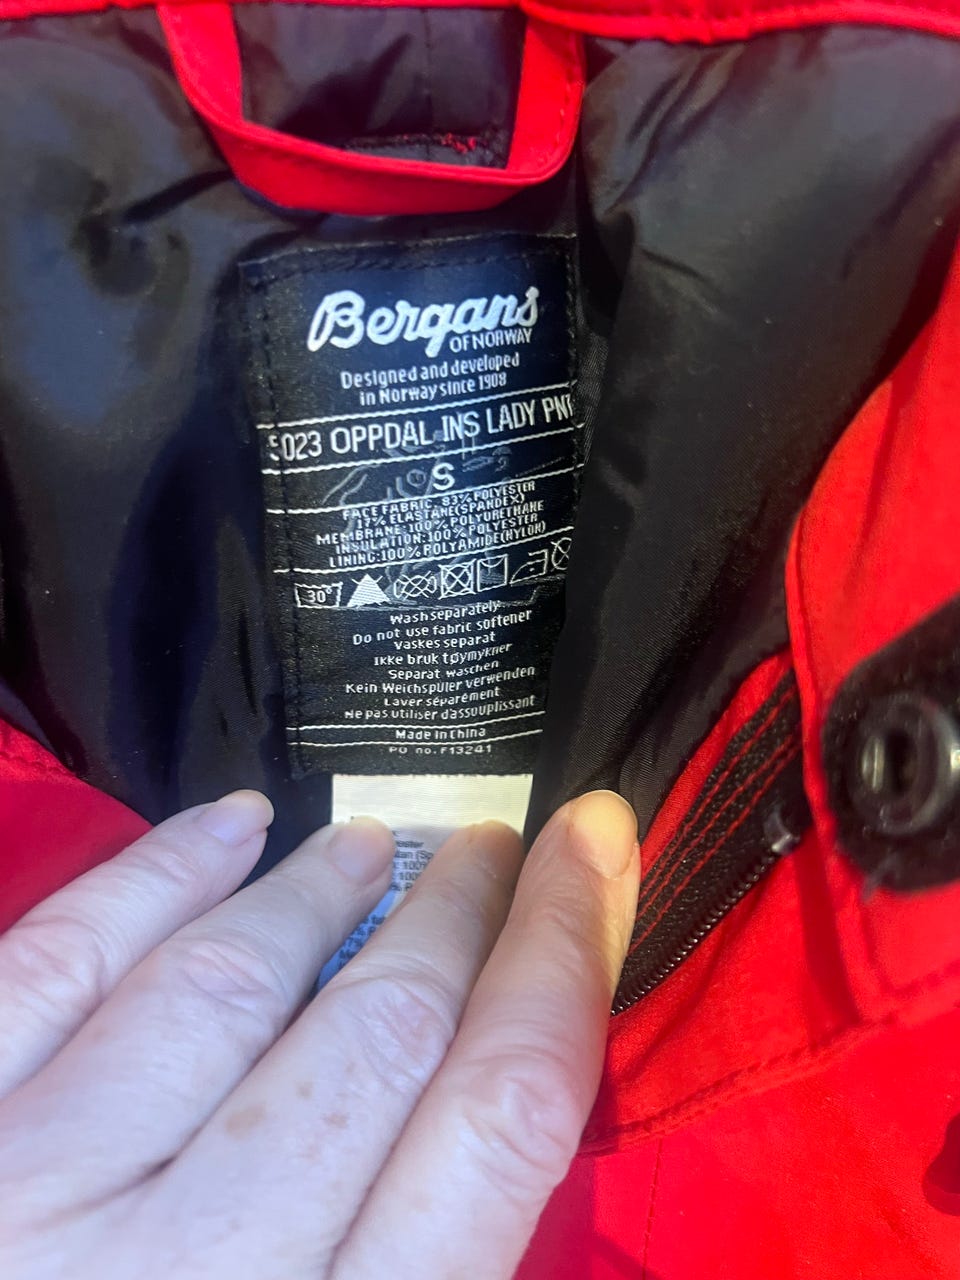 Bergans
OF NORWAY
Designed and developed
in Norway since 1908
5023 OPPDAL INS LADY PNT
S
FACE FABRIC: 83% POLYESTER
17% ELASTANE(SPANDEX)
MEMBRANE:100% POLYURETHANE
INSULATION:100% POLYESTER
LINING:100% POLYAMIDE(NYLON)
30°
Wash separately
Do not use fabric softener
Vaskes separat
Ikke bruk tøymykner
Separat waschen
Kein Weichspüler verwenden
Laver séparément
Ne pas utiliser d'assouplissant
Made in China
PO no. F13241